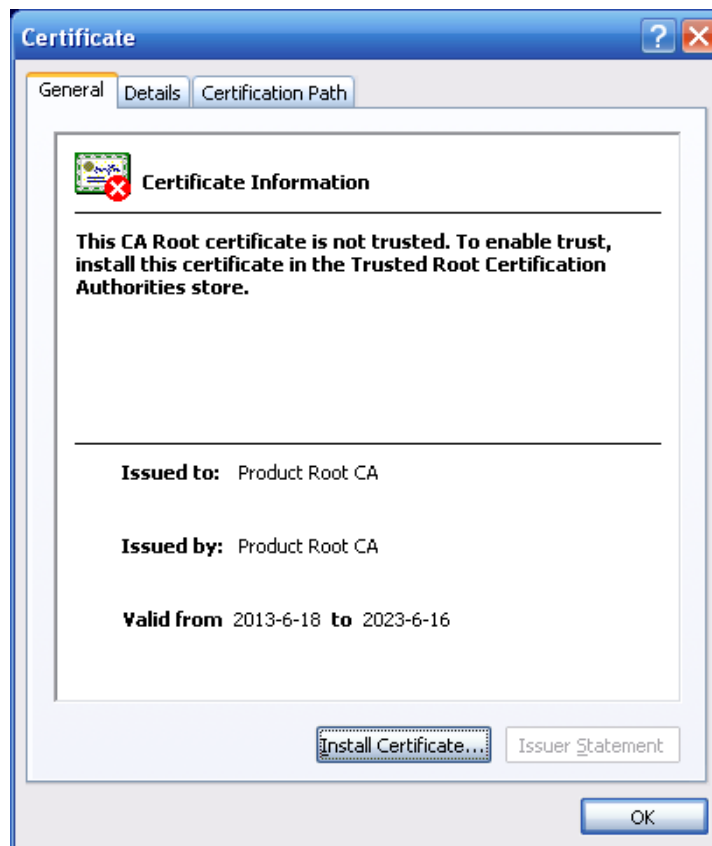 Certificate
General Details Certification Path
Certificate Information
This CA Root certificate is not trusted. To enable trust,
install this certificate in the Trusted Root Certification
Authorities store.
Issued to: Product Root CA
Issued by: Product Root CA
Valid from 2013-6-18 to 2023-6-16
Install Certificate... Issuer Statement
OK